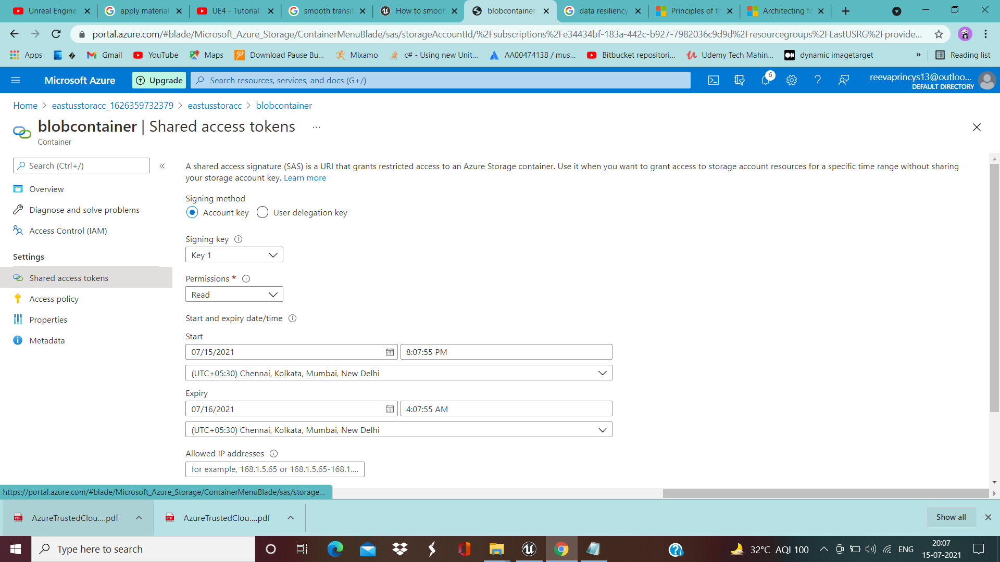 Unreal Engine
apply material
UE4 - Tutorial
smooth transit
How to smoot
blobcontainer
data resiliency
Principles of th
Architecting fo
portal.azure.com/#blade/Microsoft_Azure_Storage/ContainerMenuBlade/sas/storageAccountId/%2Fsubscriptions%2Fe34434bf-183a-442c-b927-7982036c9d9d%2Fresourcegroups%2FEastUSRG%2Fprovide...
Apps
Gmail
YouTube
Maps
Download Pause Bu...
Mixamo
c# - Using new Unit...
AA00474138 / mus...
Bitbucket repositori...
Udemy Tech Mahin...
dynamic imagetarget
»
Reading list
Microsoft Azure
Upgrade
Search resources, services, and docs (G+/)
6
reevaprincys13@outloo...
DEFAULT DIRECTORY
Home > eastusstoracc_1626359732379 > eastusstoracc > blobcontainer
blobcontainer | Shared access tokens ...
Container
Search (Ctrl+/)
«
Overview
Diagnose and solve problems
Access Control (IAM)
Settings
Shared access tokens
Access policy
Properties
Metadata
A shared access signature (SAS) is a URI that grants restricted access to an Azure Storage container. Use it when you want to grant access to storage account resources for a specific time range without sharing
your storage account key. Learn more
Signing method
Account key
User delegation key
Signing key
Key 1
Permissions *
Read
Start and expiry date/time
Start
07/15/2021
8:07:55 PM
(UTC+05:30) Chennai, Kolkata, Mumbai, New Delhi
Expiry
07/16/2021
4:07:55 AM
(UTC+05:30) Chennai, Kolkata, Mumbai, New Delhi
Allowed IP addresses
for example, 168.1.5.65 or 168.1.5.65-168.1....
https://portal.azure.com/#blade/Microsoft_Azure_Storage/ContainerMenuBlade/sas/storage...
AzureTrustedClou....pdf
AzureTrustedClou....pdf
Show all
Type here to search
32°C AQI 100
ENG
20:07
15-07-2021